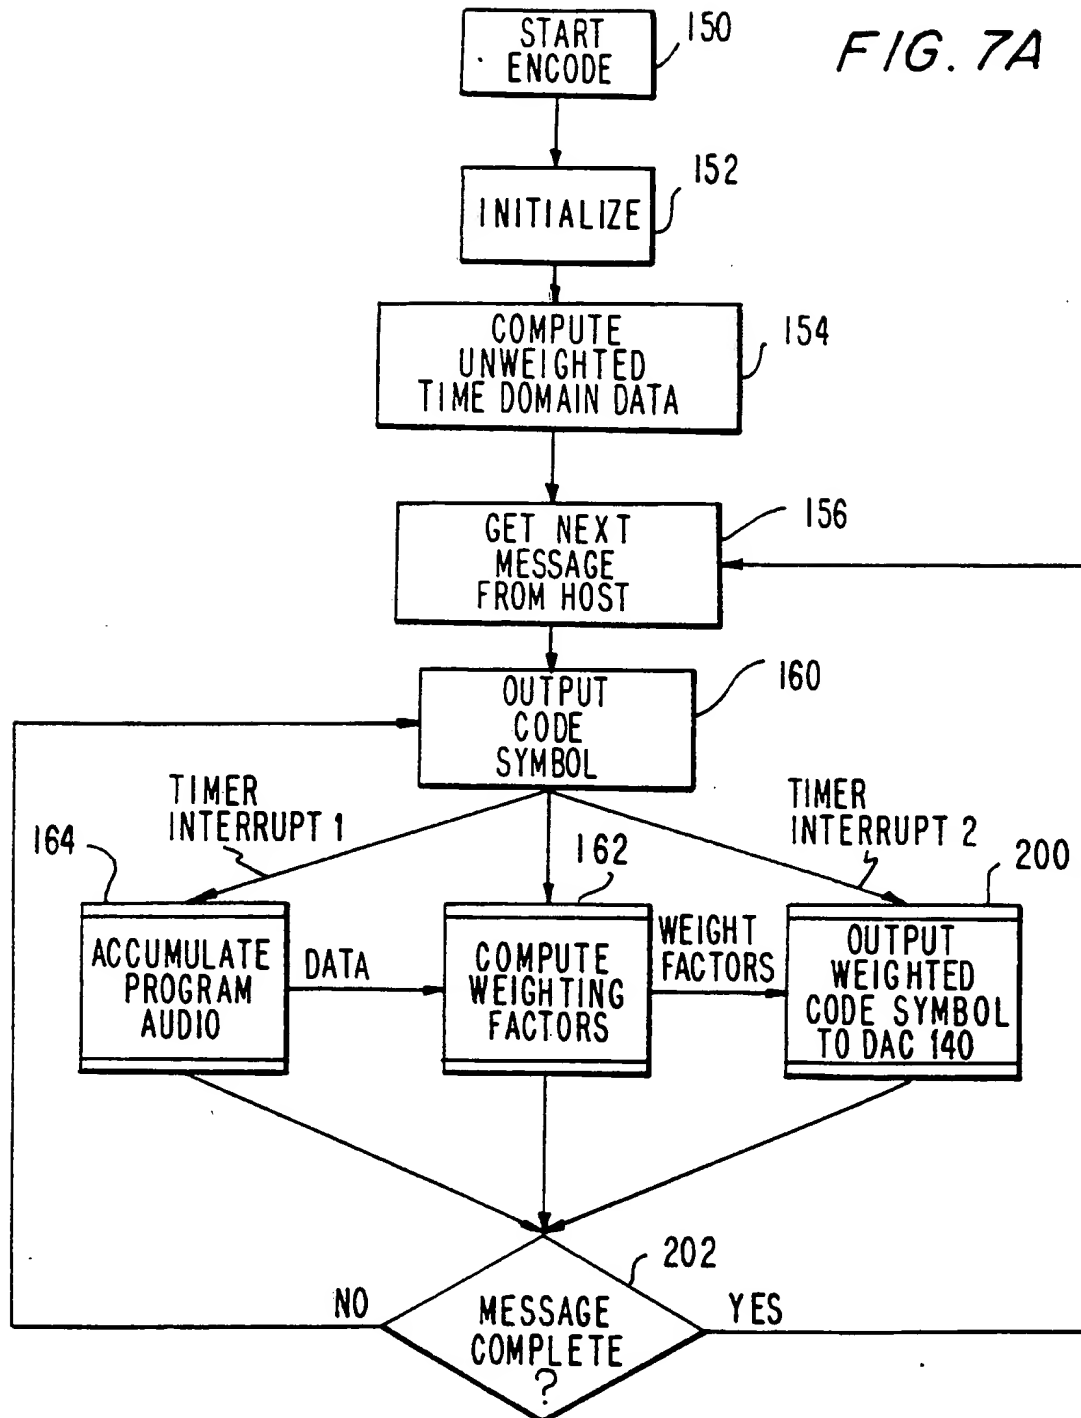 FIG. 7A
START
ENCODE
150
INITIALIZE
152
COMPUTE
UNWEIGHTED
TIME DOMAIN DATA
154
GET NEXT
MESSAGE
FROM HOST
156
OUTPUT
CODE
SYMBOL
160
TIMER
INTERRUPT 1
TIMER
INTERRUPT 2
164
ACCUMULATE
PROGRAM
AUDIO
DATA
162
COMPUTE
WEIGHTING
FACTORS
WEIGHT
FACTORS
200
OUTPUT
WEIGHTED
CODE SYMBOL
TO DAC 140
202
MESSAGE
COMPLETE
?
NO
YES